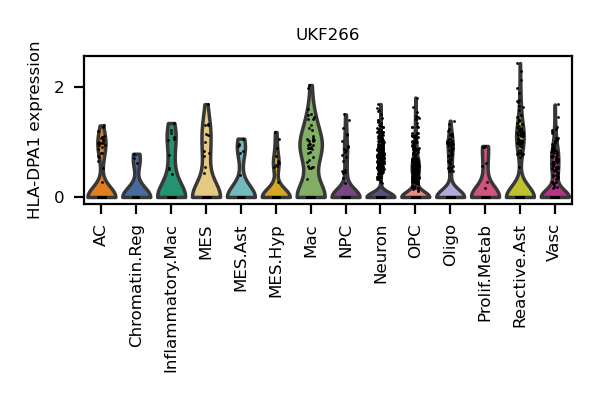 UKF266
HLA-DPA1 expression
2
0
AC
Chromatin.Reg
Inflammatory.Mac
MES
MES.Ast
MES.Hyp
Mac
NPC
Neuron
OPC
Oligo
Prolif.Metab
Reactive.Ast
Vasc